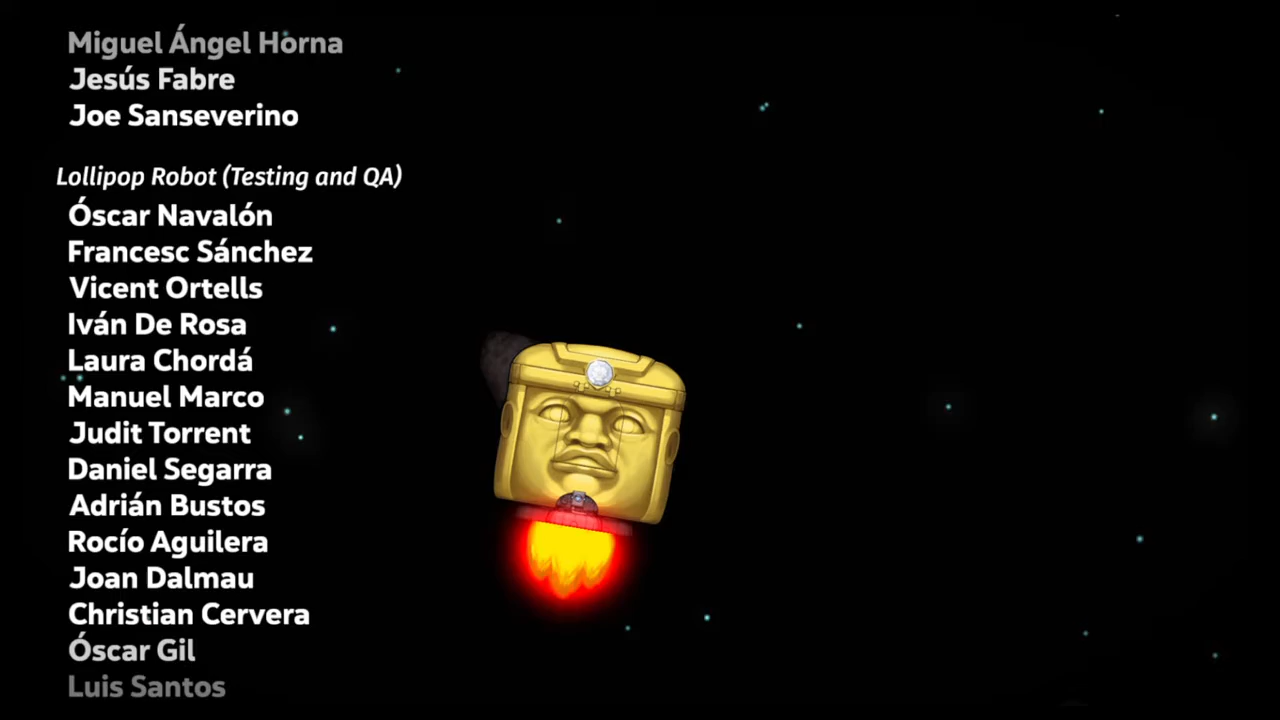 Miguel Ángel Horna
Jesús Fabre
Joe Sanseverino
Lollipop Robot (Testing and QA)
Óscar Navalón
Francesc Sánchez
Vicent Ortells
Iván De Rosa
Laura Chordá
Manuel Marco
Judit Torrent
Daniel Segarra
Adrián Bustos
Rocío Aguilera
Joan Dalmau
Christian Cervera
Óscar Gil
Luis Santos